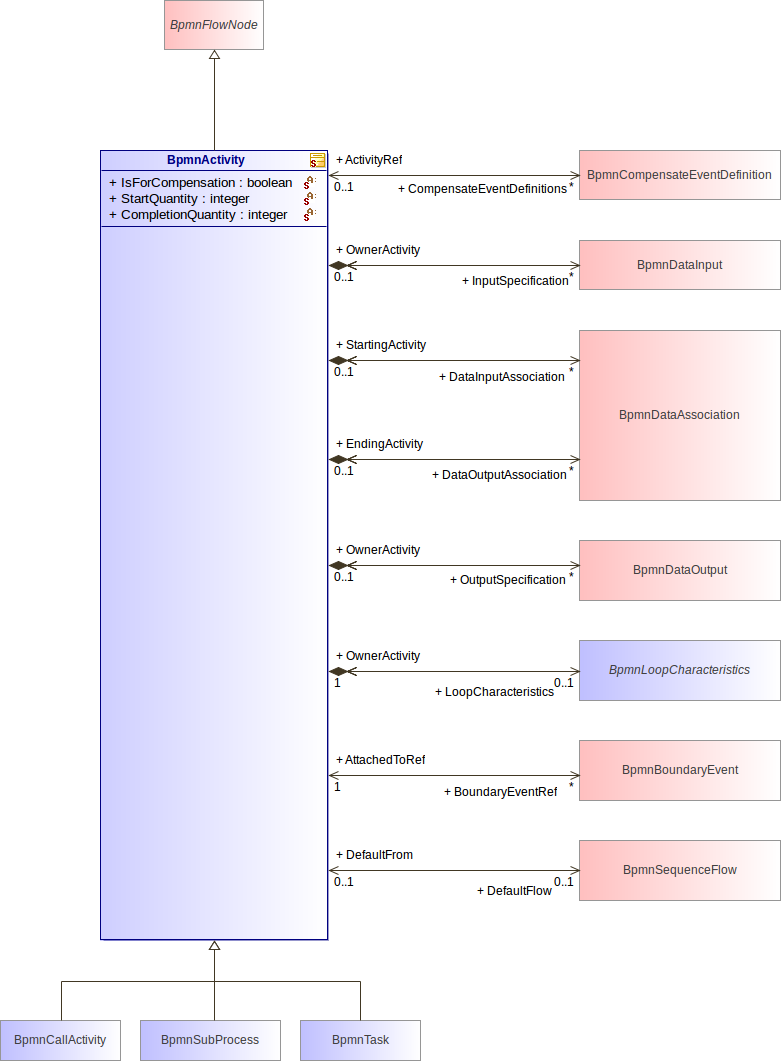 BpmnFlowNode
BpmnActivity
+ IsForCompensation : boolean
+ StartQuantity : integer
+ CompletionQuantity : integer
+ ActivityRef
0..1
+ CompensateEventDefinitions *
BpmnCompensateEventDefinition
+ OwnerActivity
0..1
+ InputSpecification *
BpmnDataInput
+ StartingActivity
0..1
+ DataInputAssociation *
BpmnDataAssociation
+ EndingActivity
0..1
+ DataOutputAssociation *
+ OwnerActivity
0..1
+ OutputSpecification *
BpmnDataOutput
+ OwnerActivity
1
+ LoopCharacteristics 0..1
BpmnLoopCharacteristics
+ AttachedToRef
1
+ BoundaryEventRef *
BpmnBoundaryEvent
+ DefaultFrom
0..1
+ DefaultFlow 0..1
BpmnSequenceFlow
BpmnCallActivity
BpmnSubProcess
BpmnTask